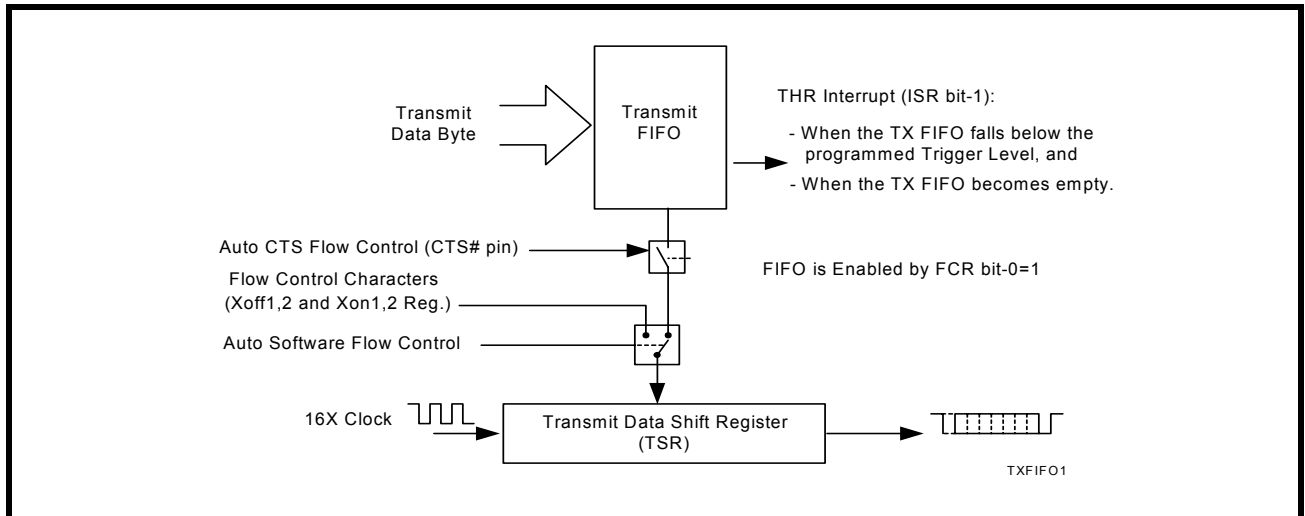 Transmit
Data Byte
Transmit
FIFO
THR Interrupt (ISR bit-1):
- When the TX FIFO falls below the
programmed Trigger Level, and
- When the TX FIFO becomes empty.
Auto CTS Flow Control (CTS# pin)
Flow Control Characters
(Xoff1,2 and Xon1,2 Reg.)
Auto Software Flow Control
FIFO is Enabled by FCR bit-0=1
16X Clock
Transmit Data Shift Register
(TSR)
TXFIFO1